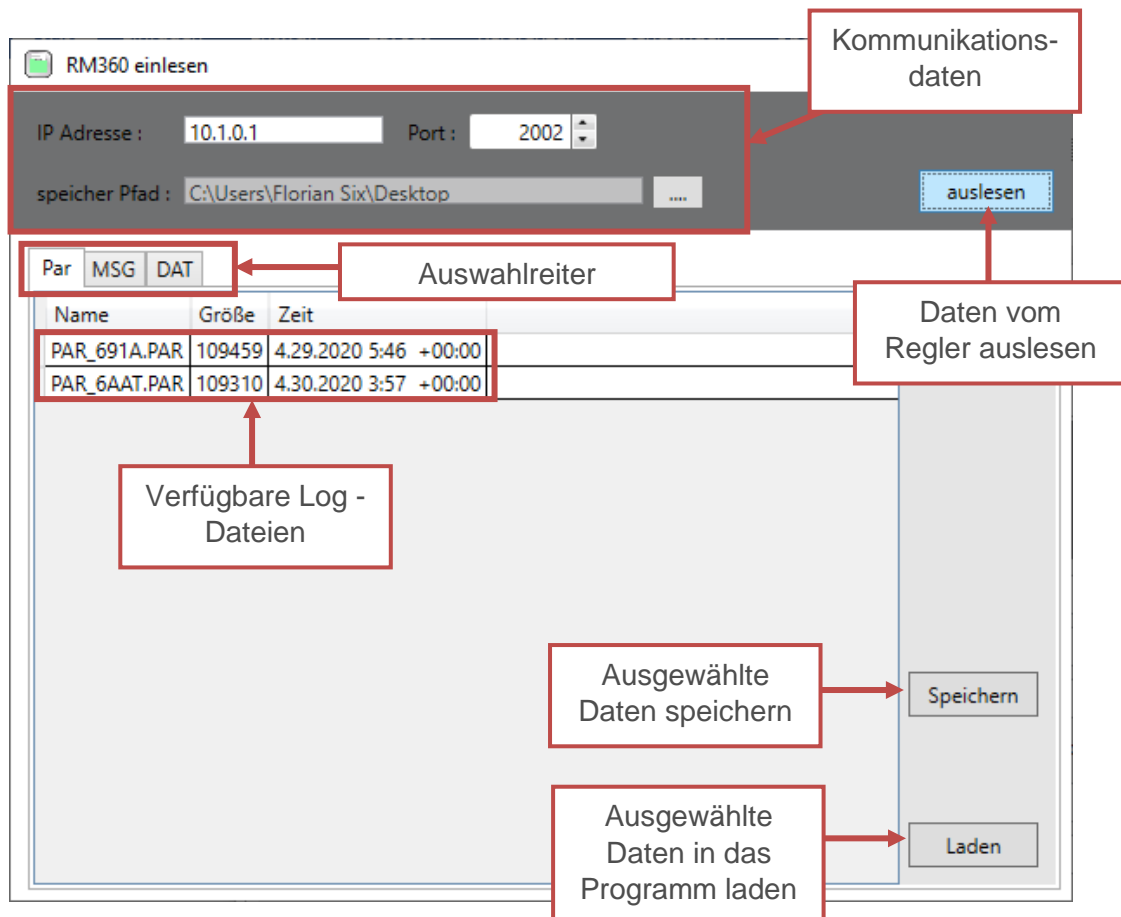 Kommunikations-
daten
RM360 einlesen
IP Adresse : 10.1.0.1 Port : 2002
speicher Pfad : C:\Users\Florian Six\Desktop ....
auslesen
Par MSG DAT
Auswahlreiter
Daten vom
Regler auslesen
Name Größe Zeit
PAR_691A.PAR 109459 4.29.2020 5:46 +00:00
PAR_6AAT.PAR 109310 4.30.2020 3:57 +00:00
Verfügbare Log -
Dateien
Ausgewählte
Daten speichern
Speichern
Ausgewählte
Daten in das
Programm laden
Laden